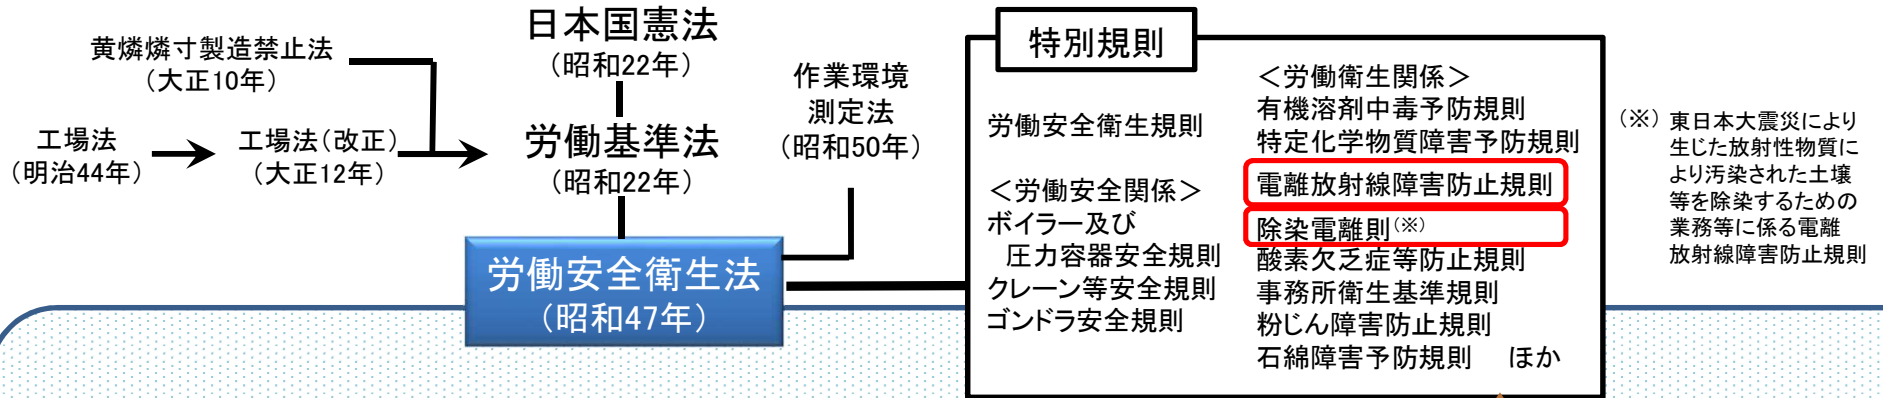 黄燐燐寸製造禁止法
（大正10年）
工場法
（明治44年）
工場法（改正）
（大正12年）
日本国憲法
（昭和22年）
労働基準法
（昭和22年）
作業環境
測定法
（昭和50年）
労働安全衛生法
（昭和47年）
特別規則
労働安全衛生規則
＜労働安全関係＞
ボイラー及び
圧力容器安全規則
クレーン等安全規則
ゴンドラ安全規則
＜労働衛生関係＞
有機溶剤中毒予防規則
特定化学物質障害予防規則
電離放射線障害防止規則
除染電離則（※）
酸素欠乏症等防止規則
事務所衛生基準規則
粉じん障害防止規則
石綿障害予防規則　ほか
（※）東日本大震災により
生じた放射性物質に
より汚染された土壌
等を除染するための
業務等に係る電離
放射線障害防止規則